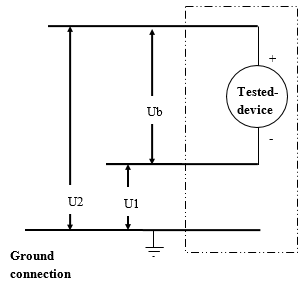 +
Tested-
device
Ub
-
U2
U1
Ground
connection